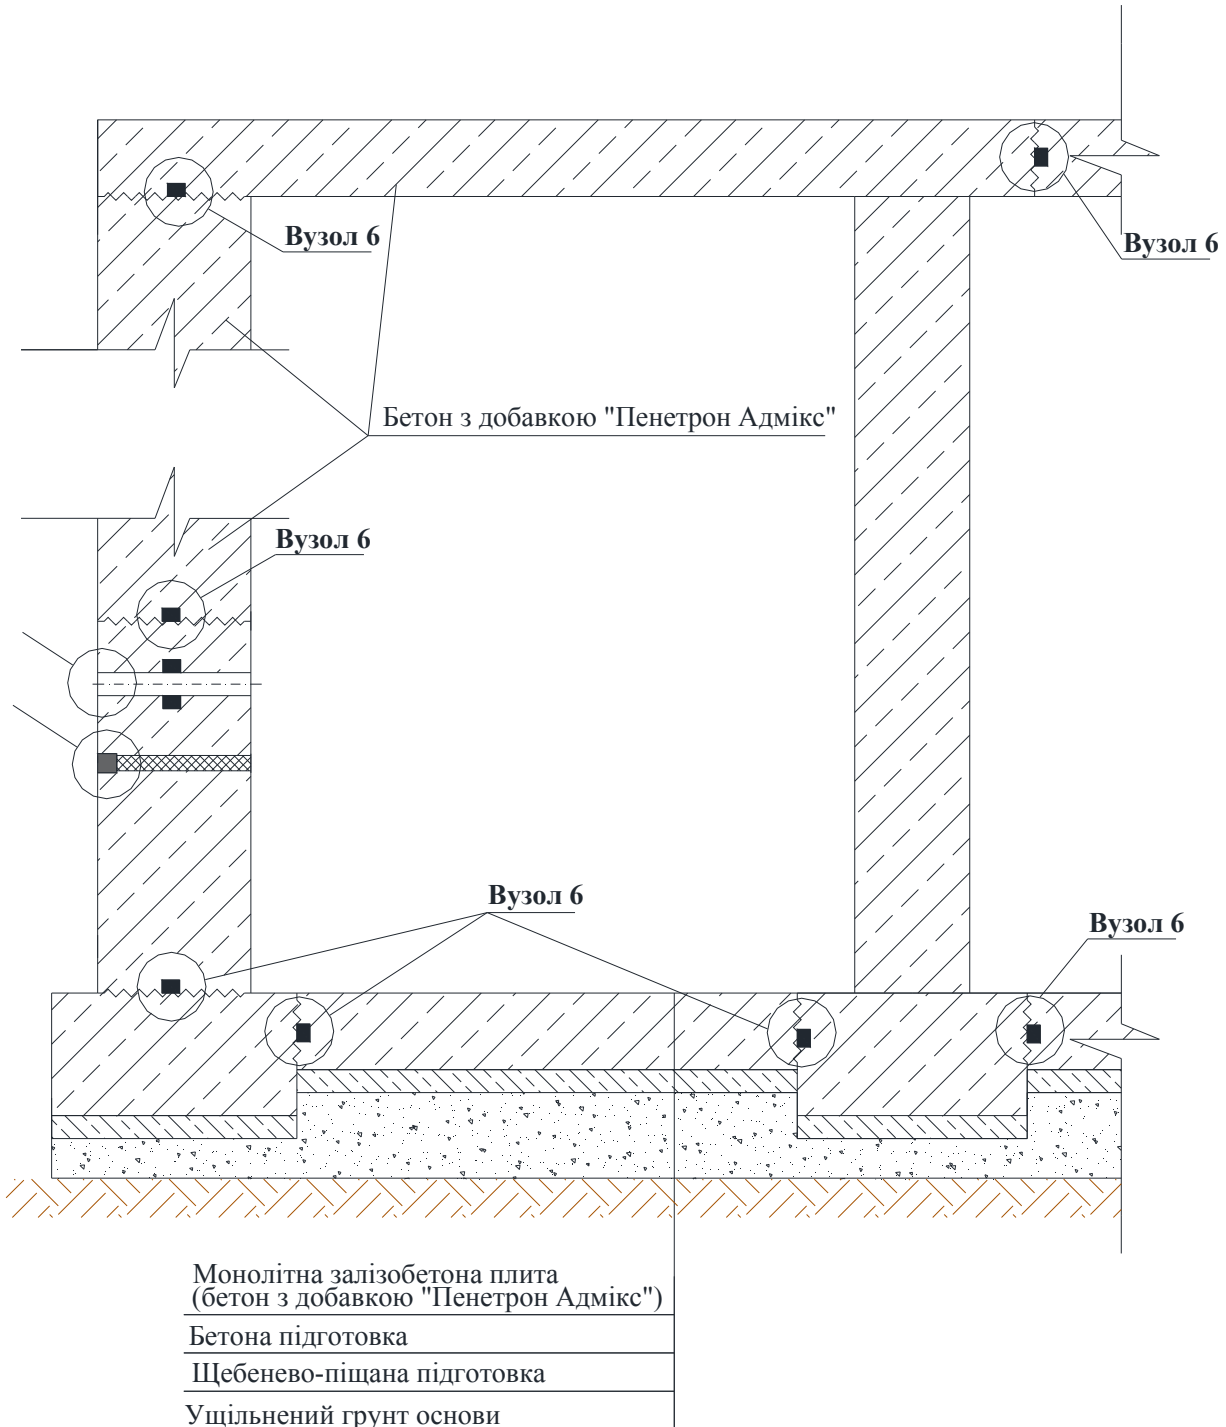 Вузол 6
Вузол 6
Бетон з добавкою "Пенетрон Адмікс"
Вузол 6
Вузол 6
Вузол 6
Монолітна залізобетона плита
(бетон з добавкою "Пенетрон Адмікс")
Бетона підготовка
Щебенево-піщана підготовка
Ущільнений грунт основи